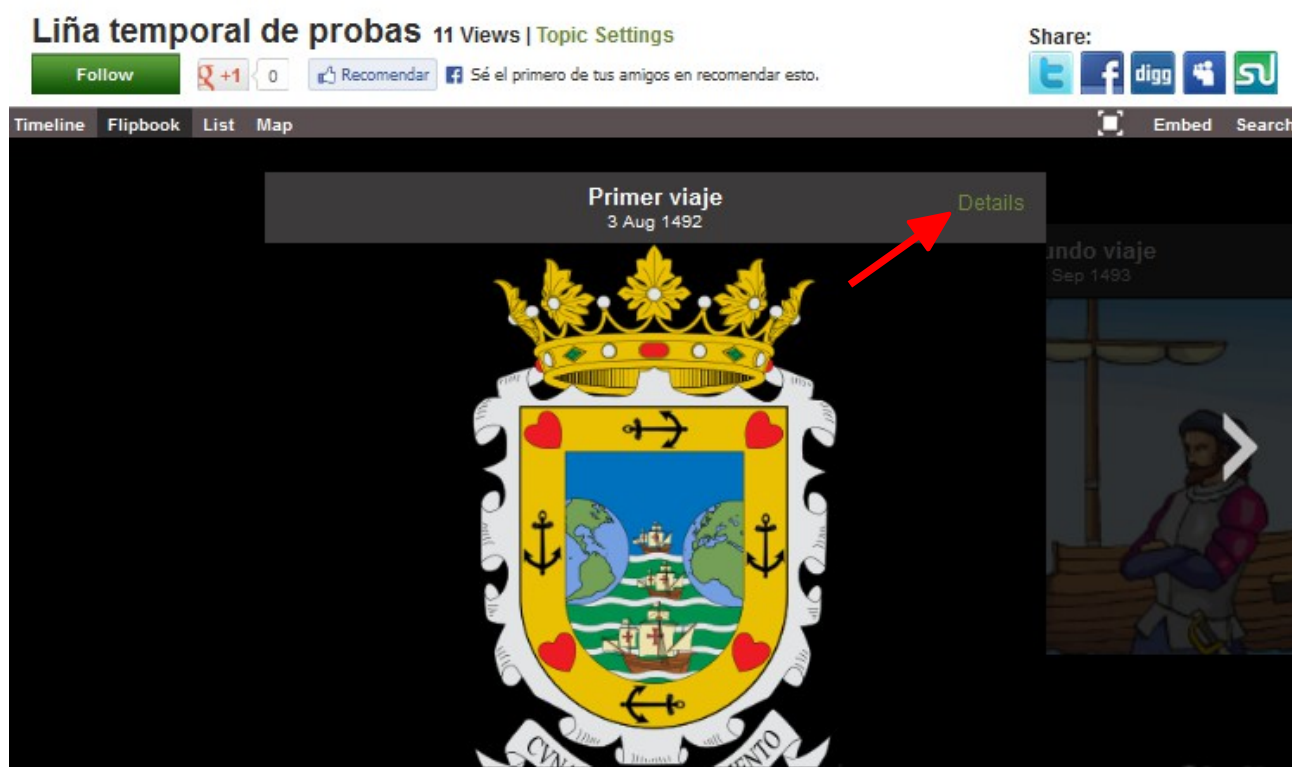 Liña temporal de probas 11 Views | Topic Settings
Share:
Follow +1 0 Recomendar Sé el primero de tus amigos en recomendar esto.
digg
Timeline Flipbook List Map Embed Search
Primer viaje
3 Aug 1492
Details
undo viaje
Sep 1493